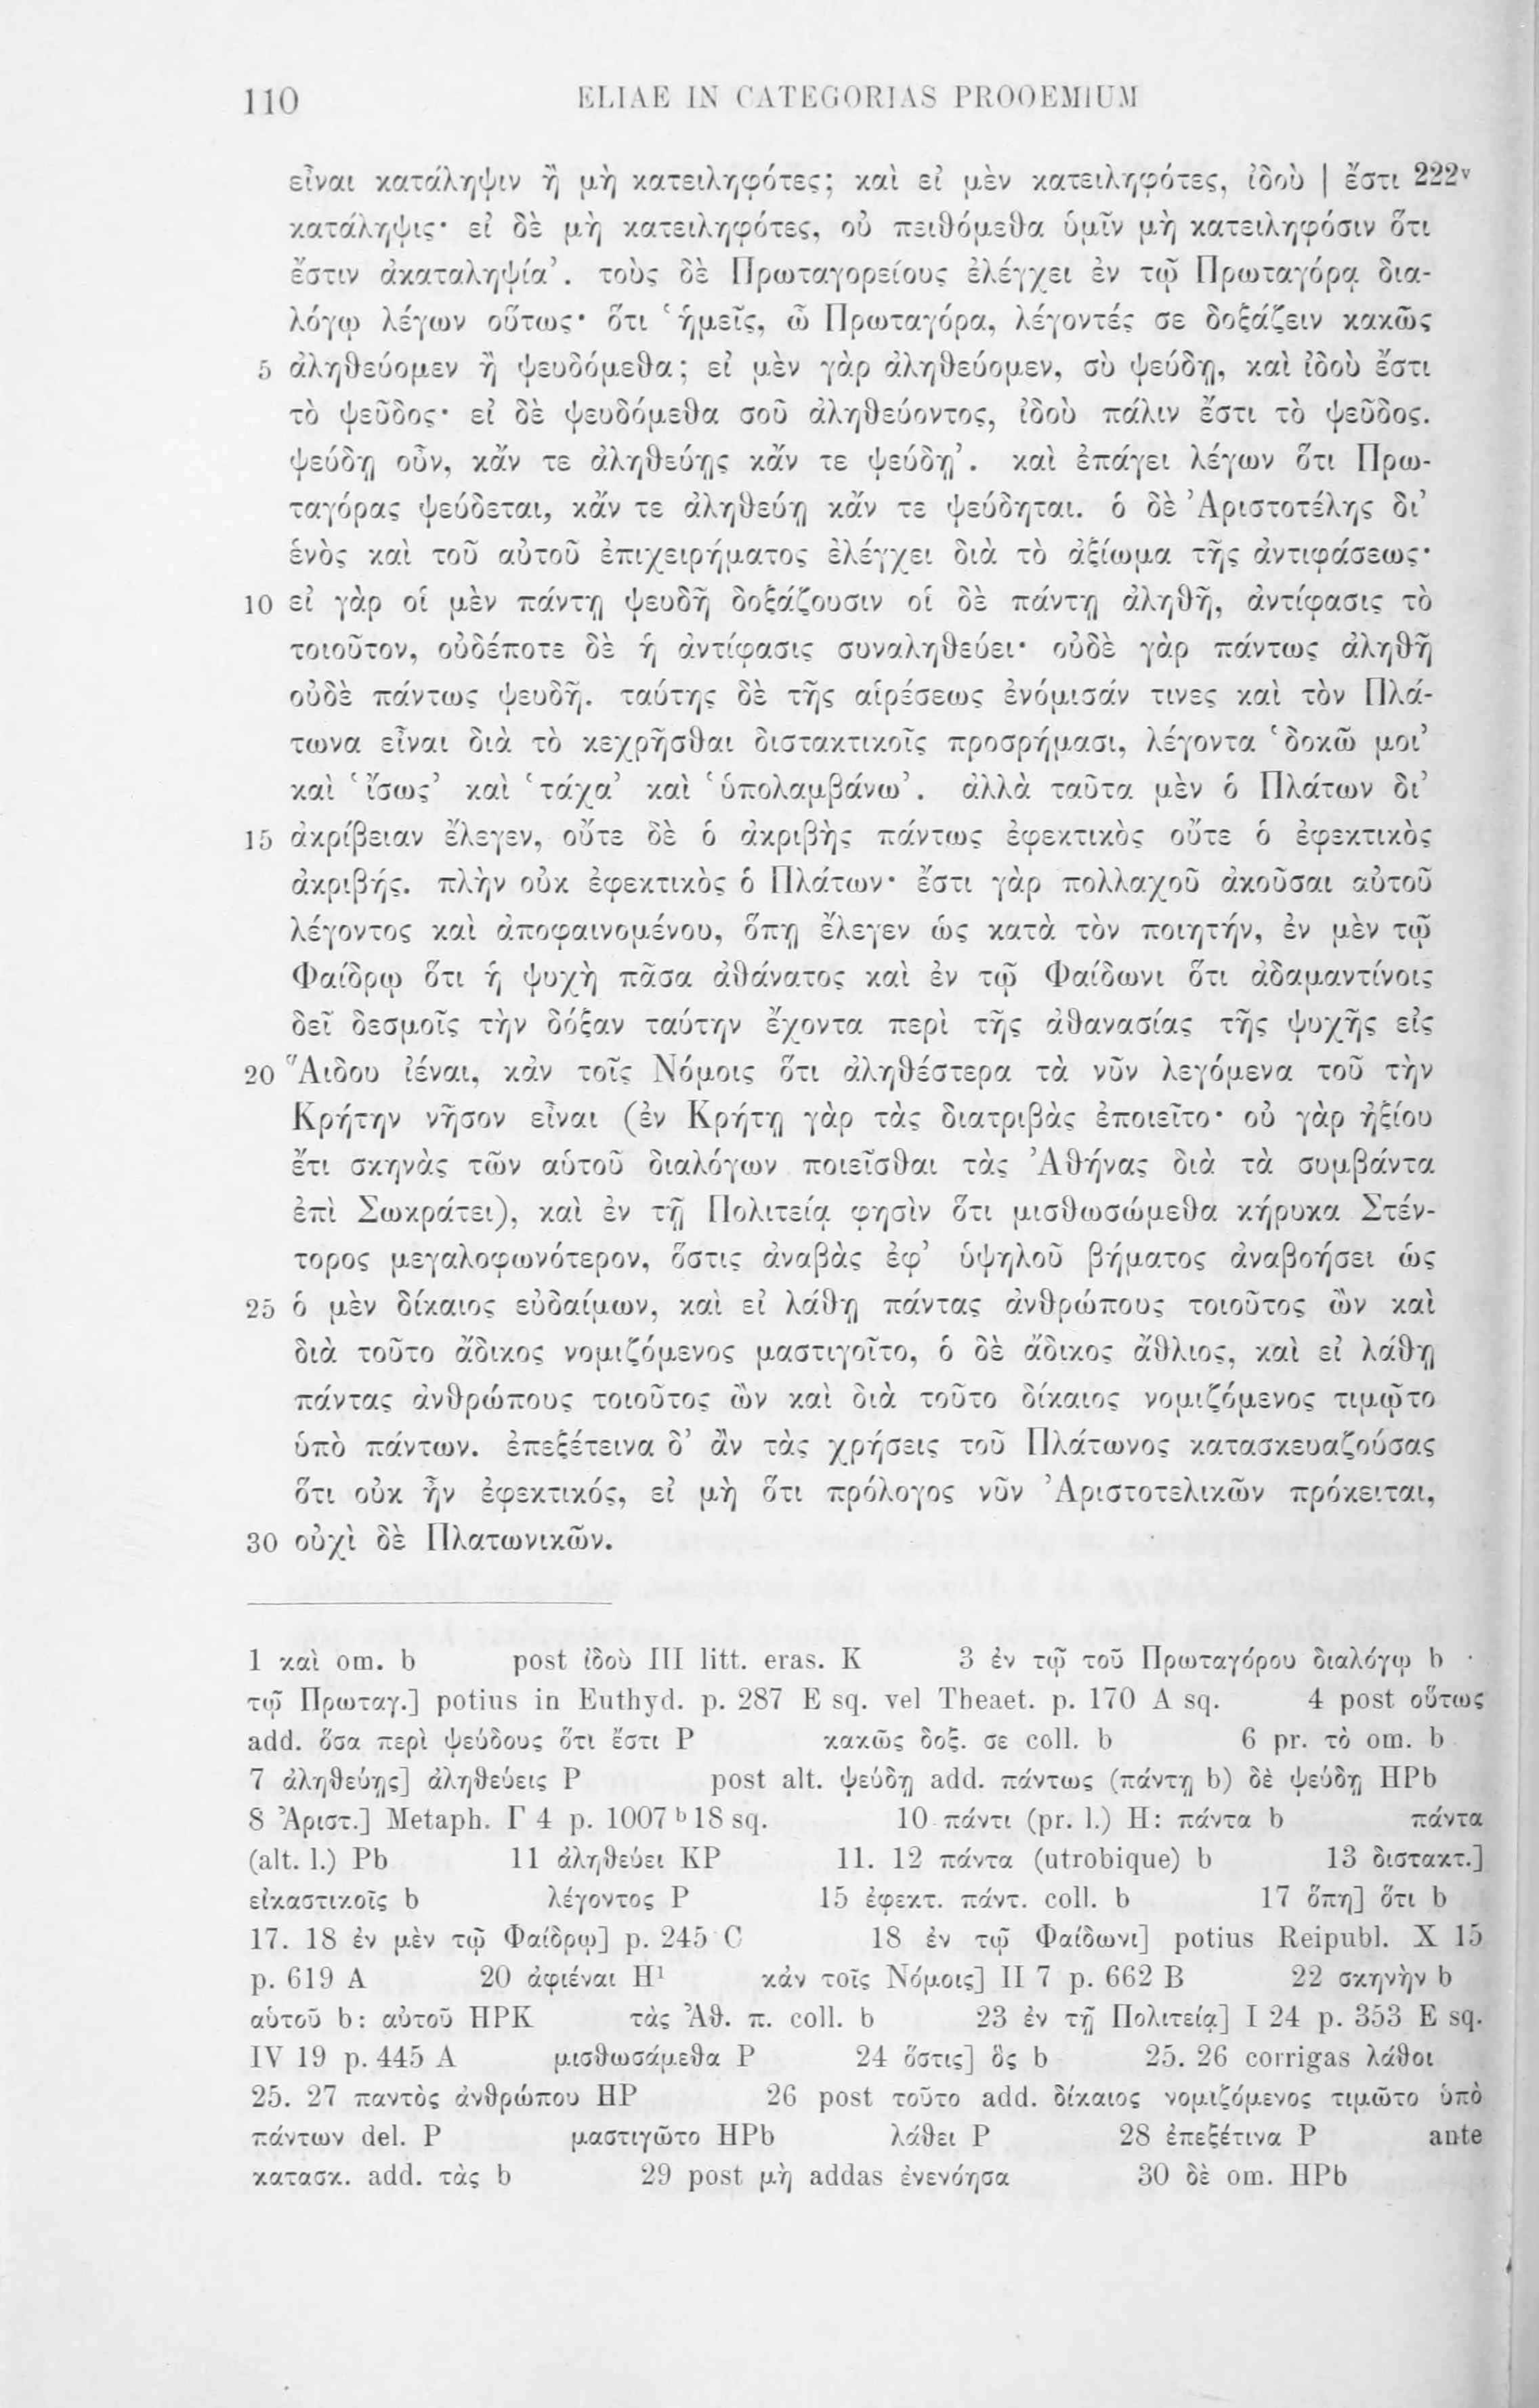 110 ELIAE IN CATEGORIAS PROOEMIUM
εἶναι κατάληψιν ἢ μὴ κατειληφότες; καὶ εἰ μὲν κατειληφότες, ἰδοὺ | ἔστι 222v
κατάληψις· εἰ δὲ μὴ κατειληφότες, οὐ πειθόμεθα ὑμῖν μὴ κατειληφόσιν ὅτι
ἔστιν ἀκαταληψία’. τοὺς δὲ Πρωταγορείους ἐλέγχει ἐν τῷ Πρωταγόρᾳ δια-
λόγῳ λέγων οὕτως· ὅτι ‘ἡμεῖς, ὦ Πρωταγόρα, λέγοντές σε δοξάζειν κακῶς
5 ἀληθεύομεν ἢ ψευδόμεθα; εἰ μὲν γὰρ ἀληθεύομεν, σὺ ψεύδῃ, καὶ ἰδοὺ ἔστι
τὸ ψεῦδος· εἰ δὲ ψευδόμεθα σοῦ ἀληθεύοντος, ἰδοὺ πάλιν ἔστι τὸ ψεῦδος.
ψεύδῃ οὖν, κἄν τε ἀληθεύῃς κἄν τε ψεύδῃ’. καὶ ἐπάγει λέγων ὅτι Πρω-
ταγόρας ψεύδεται, κἄν τε ἀληθεύῃ κἄν τε ψεύδηται. ὁ δὲ Ἀριστοτέλης δι’
ἑνὸς καὶ τοῦ αὐτοῦ ἐπιχειρήματος ἐλέγχει διὰ τὸ ἀξίωμα τῆς ἀντιφάσεως·
10 εἰ γὰρ οἱ μὲν πάντῃ ψευδῆ δοξάζουσιν οἱ δὲ πάντῃ ἀληθῆ, ἀντίφασις τὸ
τοιοῦτον, οὐδέποτε δὲ ἡ ἀντίφασις συναληθεύει· οὐδὲ γὰρ πάντως ἀληθῆ
οὐδὲ πάντως ψευδῆ. ταύτης δὲ τῆς αἱρέσεως ἐνόμισάν τινες καὶ τὸν Πλά-
τωνα εἶναι διὰ τὸ κεχρῆσθαι διστακτικοῖς προσρήμασι, λέγοντα ‘δοκῶ μοι’
καὶ ‘ἴσως’ καὶ ‘τάχα’ καὶ ‘ὑπολαμβάνω’. ἀλλὰ ταῦτα μὲν ὁ Πλάτων δι’
15 ἀκρίβειαν ἔλεγεν, οὔτε δὲ ὁ ἀκριβὴς πάντως ἐφεκτικὸς οὔτε ὁ ἐφεκτικὸς
ἀκριβής. πλὴν οὐκ ἐφεκτικὸς ὁ Πλάτων· ἔστι γὰρ πολλαχοῦ ἀκοῦσαι αὐτοῦ
λέγοντος καὶ ἀποφαινομένου, ὅπῃ ἔλεγεν ὡς κατὰ τὸν ποιητήν, ἐν μὲν τῷ
Φαίδρῳ ὅτι ἡ ψυχὴ πᾶσα ἀθάνατος καὶ ἐν τῷ Φαίδωνι ὅτι ἀδαμαντίνοις
δεῖ δεσμοῖς τὴν δόξαν ταύτην ἔχοντα περὶ τῆς ἀθανασίας τῆς ψυχῆς εἰς
20 Ἅιδου ἰέναι, κἀν τοῖς Νόμοις ὅτι ἀληθέστερα τὰ νῦν λεγόμενα τοῦ τὴν
Κρήτην νῆσον εἶναι (ἐν Κρήτῃ γὰρ τὰς διατριβὰς ἐποιεῖτο· οὐ γὰρ ἠξίου
ἔτι σκηνὰς τῶν αὑτοῦ διαλόγων ποιεῖσθαι τὰς Ἀθήνας διὰ τὰ συμβάντα
ἐπὶ Σωκράτει), καὶ ἐν τῇ Πολιτείᾳ φησὶν ὅτι μισθωσώμεθα κήρυκα Στέν-
τορος μεγαλοφωνότερον, ὅστις ἀναβὰς ἐφ’ ὑψηλοῦ βήματος ἀναβοήσει ὡς
25 ὁ μὲν δίκαιος εὐδαίμων, καὶ εἰ λάθῃ πάντας ἀνθρώπους τοιοῦτος ὢν καὶ
διὰ τοῦτο ἄδικος νομιζόμενος μαστιγοῖτο, ὁ δὲ ἄδικος ἄθλιος, καὶ εἰ λάθῃ
πάντας ἀνθρώπους τοιοῦτος ὢν καὶ διὰ τοῦτο δίκαιος νομιζόμενος τιμῷτο
ὑπὸ πάντων. ἐπεξέτεινα δ’ ἂν τὰς χρήσεις τοῦ Πλάτωνος κατασκευαζούσας
ὅτι οὐκ ἦν ἐφεκτικός, εἰ μὴ ὅτι πρόλογος νῦν Ἀριστοτελικῶν πρόκειται,
30 οὐχὶ δὲ Πλατωνικῶν.
1 καὶ om. b post ἰδοὺ III litt. eras. K 3 ἐν τῷ τοῦ Πρωταγόρου διαλόγῳ b
τῷ Πρωταγ.] potius in Euthyd. p. 287 E sq. vel Theaet. p. 170 A sq. 4 post οὕτως
add. ὅσα περὶ ψεύδους ὅτι ἔστι P κακῶς δοξ. σε coll. b 6 pr. τὸ om. b
7 ἀληθεύῃς] ἀληθεύεις P post alt. ψεύδῃ add. πάντως (πάντῃ b) δὲ ψεύδῃ HPb
8 Ἀριστ.] Metaph. Γ 4 p. 1007 b 18 sq. 10 πάντι (pr. l.) H: πάντα b πάντα
(alt. l.) Pb 11 ἀληθεύει KP 11. 12 πάντα (utrobique) b 13 διστακτ.]
εἰκαστικοῖς b λέγοντος P 15 ἐφεκτ. πάντ. coll. b 17 ὅπη] ὅτι b
17. 18 ἐν μὲν τῷ Φαίδρῳ] p. 245 C 18 ἐν τῷ Φαίδωνι] potius Reipubl. X 15
p. 619 A 20 ἀφιέναι H1 κἀν τοῖς Νόμοις] II 7 p. 662 B 22 σκηνὴν b
αὑτοῦ b: αὐτοῦ HPK τὰς Ἀθ. π. coll. b 23 ἐν τῇ Πολιτείᾳ] I 24 p. 353 E sq.
IV 19 p. 445 A μισθωσάμεθα P 24 ὅστις] ὃς b 25. 26 corrigas λάθοι
25. 27 παντὸς ἀνθρώπου HP 26 post τοῦτο add. δίκαιος νομιζόμενος τιμῶτο ὑπὸ
πάντων del. P μαστιγῶτο HPb λάθει P 28 ἐπεξέτινα P ante
κατασκ. add. τὰς b 29 post μὴ addas ἐνενόησα 30 δὲ om. HPb